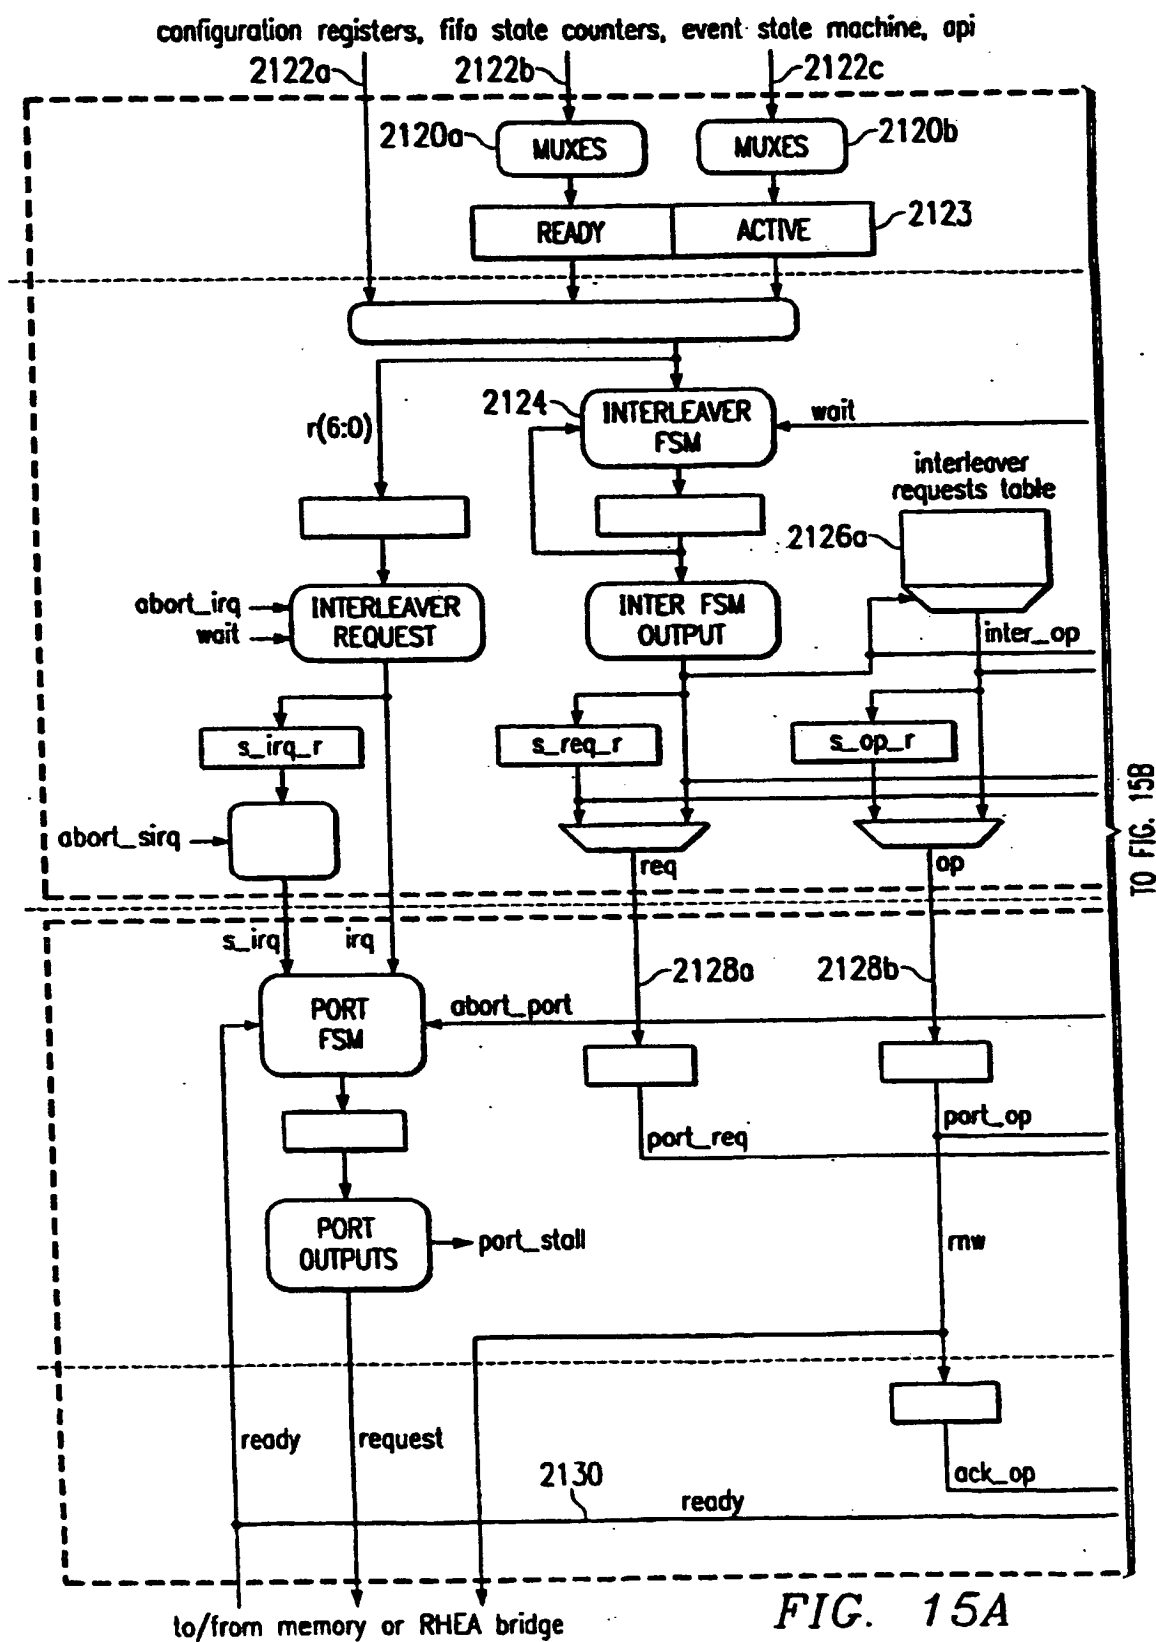 configuration registers, fifo state counters, event state machine, api
2122a
2122b
2122c
2120a
MUXES
MUXES
2120b
READY
ACTIVE
2123
2124
INTERLEAVER
FSM
wait
r(6:0)
interleaver
requests table
2126a
abort_irq
wait
INTERLEAVER
REQUEST
INTER FSM
OUTPUT
inter_op
s_irq_r
s_req_r
s_op_r
abort_sirq
req
op
TO FIG. 15B
s_irq
irq
2128a
2128b
PORT
FSM
abort_port
port_req
port_op
PORT
OUTPUTS
port_stall
rnw
ready
request
2130
ready
ack_op
to/from memory or RHEA bridge
FIG. 15A